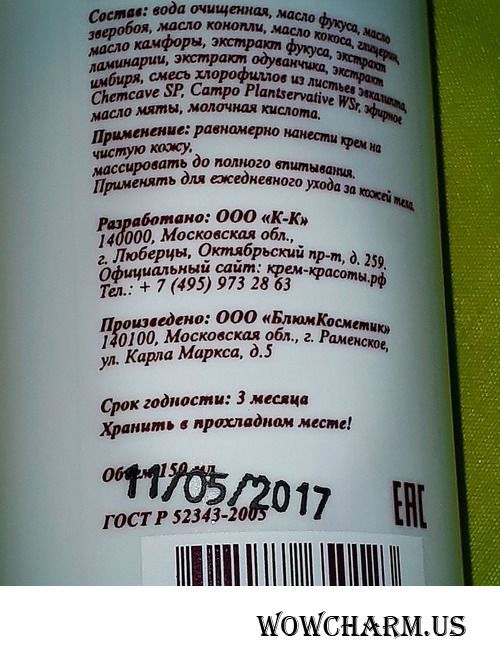 Состав: вода очищенная, масло фукуса, масло
зверобоя, масло конопли, масло кокоса, глицерин,
масло камфоры, экстракт фукуса, экстракт
ламинарии, экстракт одуванчика, экстракт
имбиря, смесь хлорофиллов из листьев эвкалипта,
Chemcave SP, Campo Plantservative WSr, эфирное
масло мяты, молочная кислота.
Применение: равномерно нанести крем на
чистую кожу,
массировать до полного впитывания.
Применять для ежедневного ухода за кожей тела.
Разработано: ООО «К-К»
140000, Московская обл.,
г. Люберцы, Октябрьский пр-т, д. 259.
Официальный сайт: крем-красоты.рф
Тел.: + 7 (495) 973 28 63
Произведено: ООО «БлюмКосметик»
140100, Московская обл., г. Раменское,
ул. Карла Маркса, д.5
Срок годности: 3 месяца
Хранить в прохладном месте!
Объем 150 мл
11/05/2017
ГОСТ Р 52343-2005
EAC
WOWCHARM.US